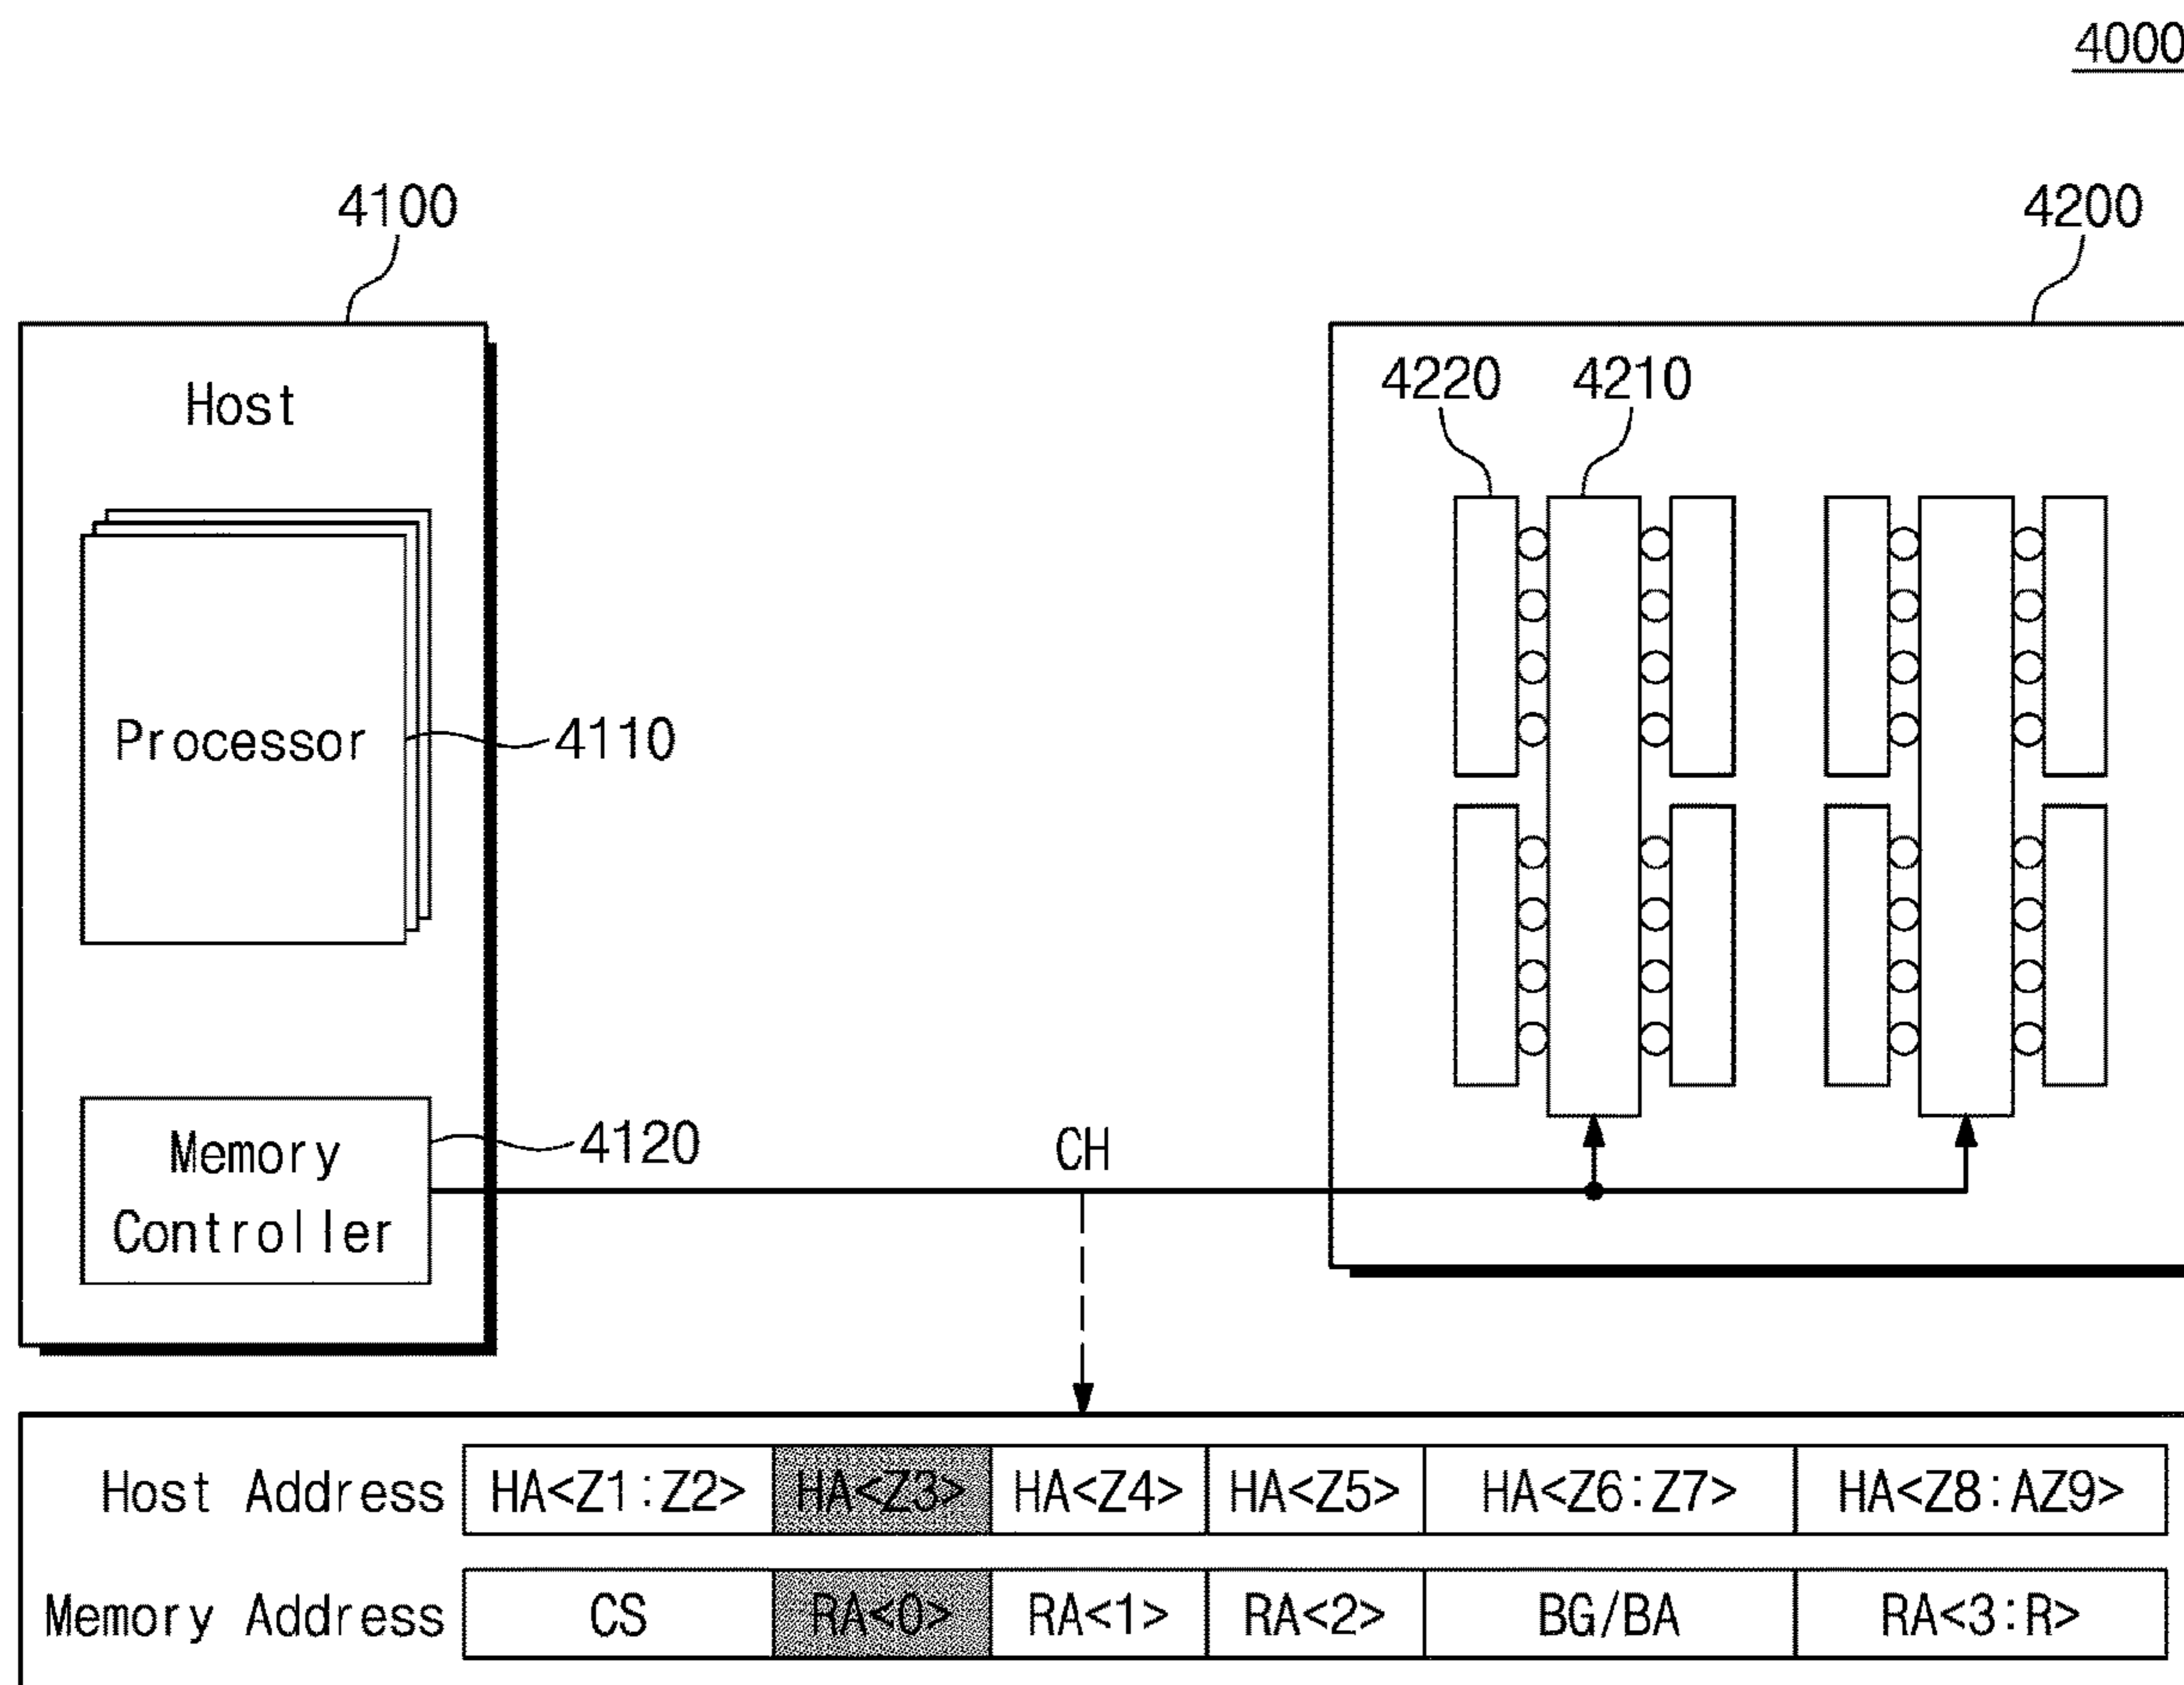 4000
4100
4200
Host
4220
4210
Processor
4110
Memory
Controller
4120
CH
Host Address HA<Z1:Z2> HA<Z3> HA<Z4> HA<Z5> HA<Z6:Z7> HA<Z8:AZ9>
Memory Address CS RA<0> RA<1> RA<2> BG/BA RA<3:R>